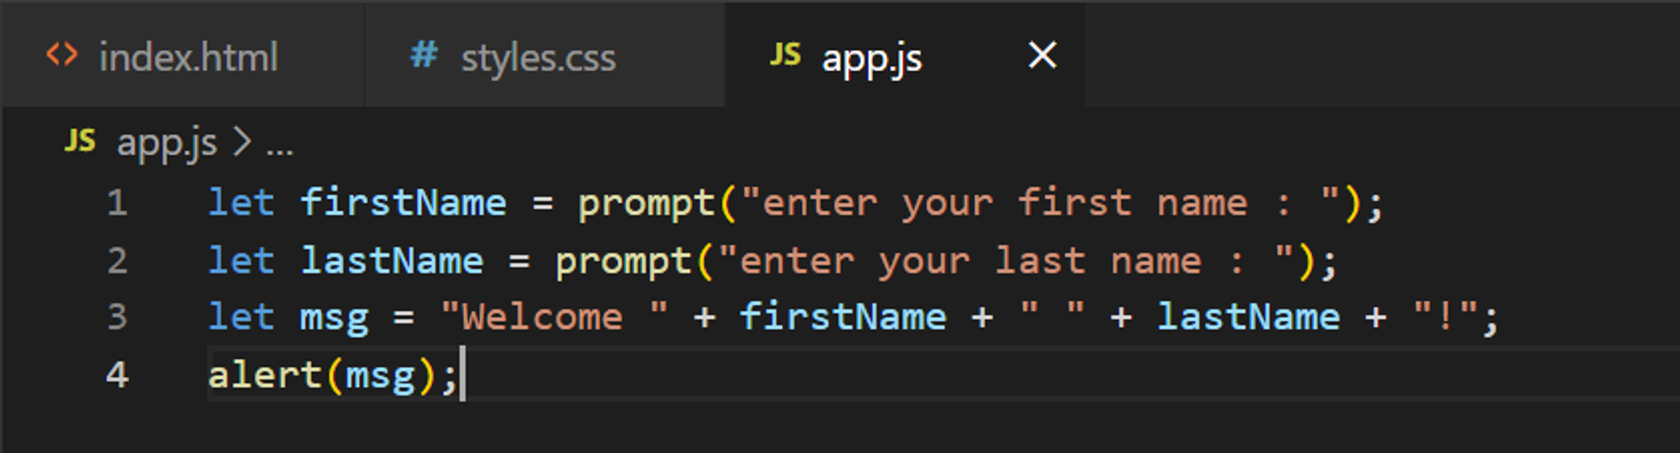 <> index.html # styles.css JS app.js ×
JS app.js > ...
1 let firstName = prompt("enter your first name : ");
2 let lastName = prompt("enter your last name : ");
3 let msg = "Welcome " + firstName + " " + lastName + "!";
4 alert(msg);